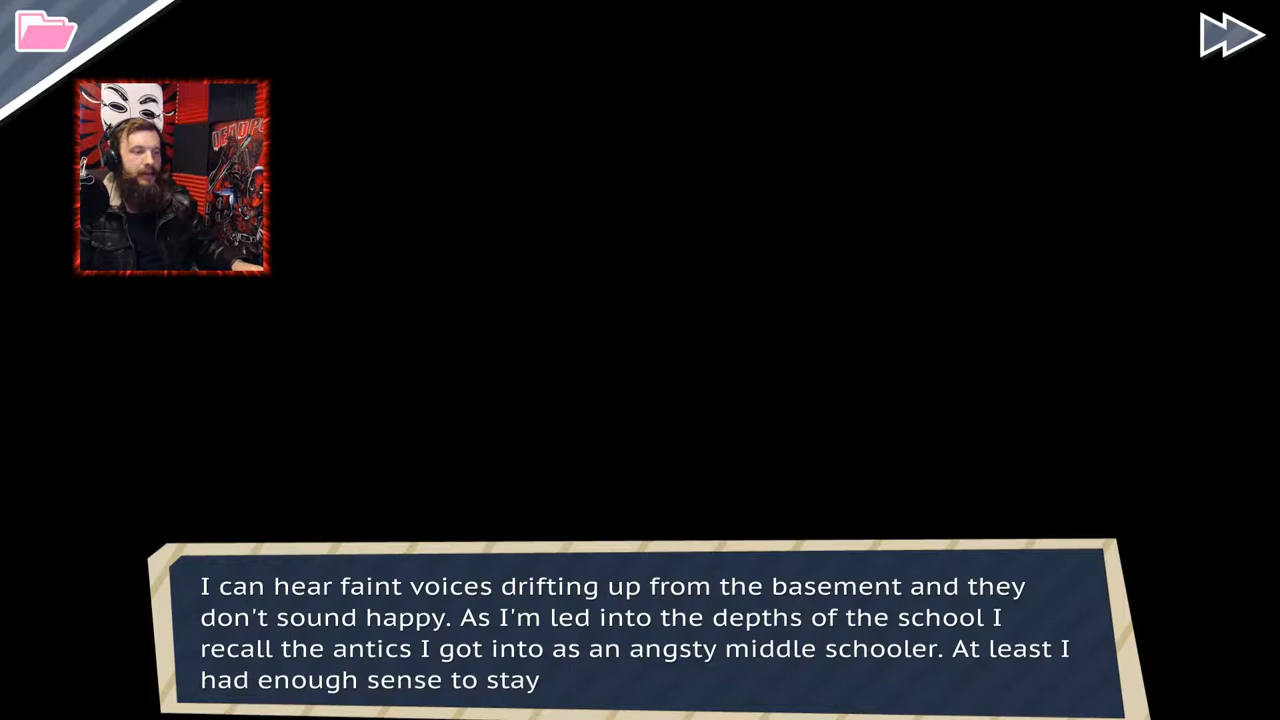 DEADPO
I can hear faint voices drifting up from the basement and they
don't sound happy. As I'm led into the depths of the school I
recall the antics I got into as an angsty middle schooler. At least I
had enough sense to stay